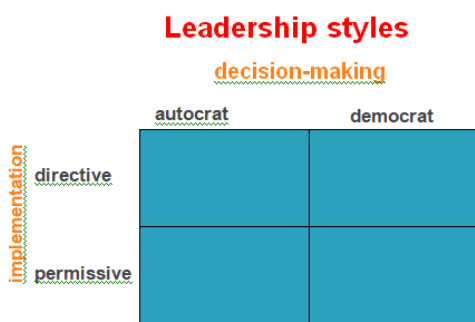 Leadership styles
decision-making
autocrat democrat
implementation
directive
permissive